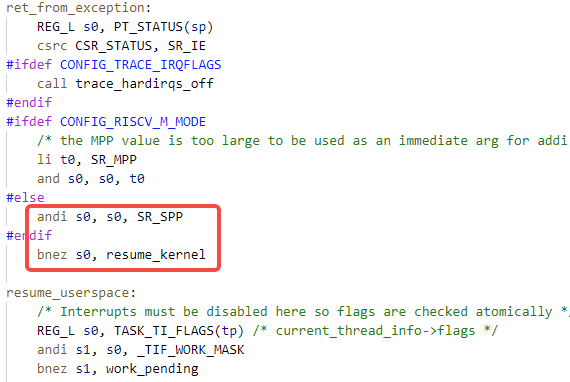 ret_from_exception:
REG_L s0, PT_STATUS(sp)
csrc CSR_STATUS, SR_IE
#ifdef CONFIG_TRACE_IRQFLAGS
call trace_hardirqs_off
#endif
#ifdef CONFIG_RISCV_M_MODE
/* the MPP value is too large to be used as an immediate arg for addi
li t0, SR_MPP
and s0, s0, t0
#else
andi s0, s0, SR_SPP
#endif
bnez s0, resume_kernel
resume_userspace:
/* Interrupts must be disabled here so flags are checked atomically *
REG_L s0, TASK_TI_FLAGS(tp) /* current_thread_info->flags */
andi s1, s0, _TIF_WORK_MASK
bnez s1, work_pending